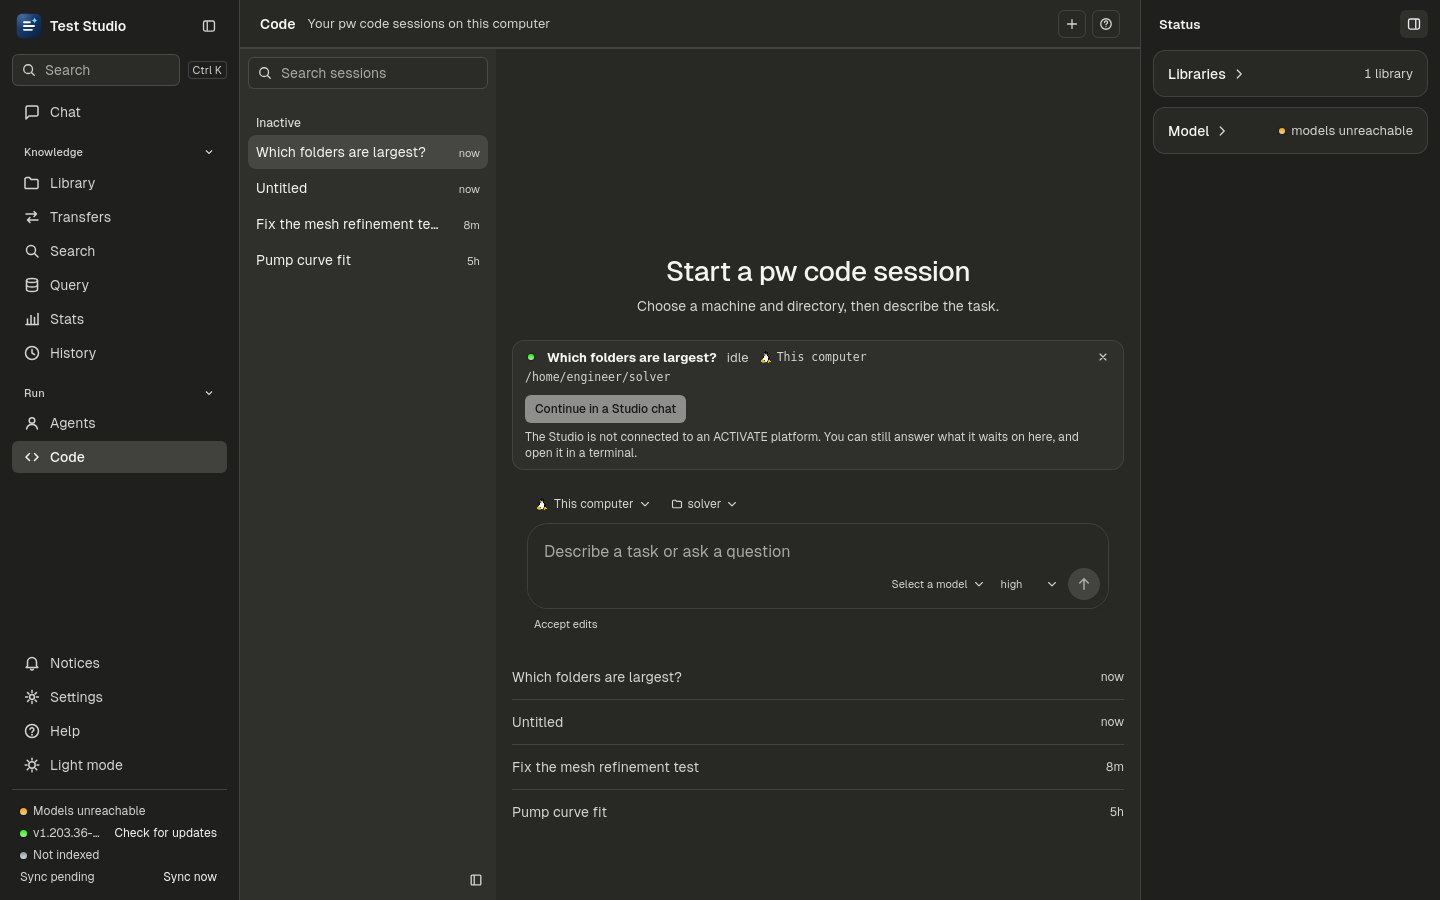 Test Studio
Search
Ctrl K
Chat
Knowledge
Library
Transfers
Search
Query
Stats
History
Run
Agents
Code
Notices
Settings
Help
Light mode
Models unreachable
v1.203.36-… Check for updates
Not indexed
Sync pending Sync now
Code Your pw code sessions on this computer
Search sessions
Inactive
Which folders are largest? now
Untitled now
Fix the mesh refinement te… 8m
Pump curve fit 5h
Start a pw code session
Choose a machine and directory, then describe the task.
Which folders are largest? idle This computer
/home/engineer/solver
Continue in a Studio chat
The Studio is not connected to an ACTIVATE platform. You can still answer what it waits on here, and
open it in a terminal.
This computer solver
Describe a task or ask a question
Select a model high
Accept edits
Which folders are largest? now
Untitled now
Fix the mesh refinement test 8m
Pump curve fit 5h
Status
Libraries 1 library
Model models unreachable